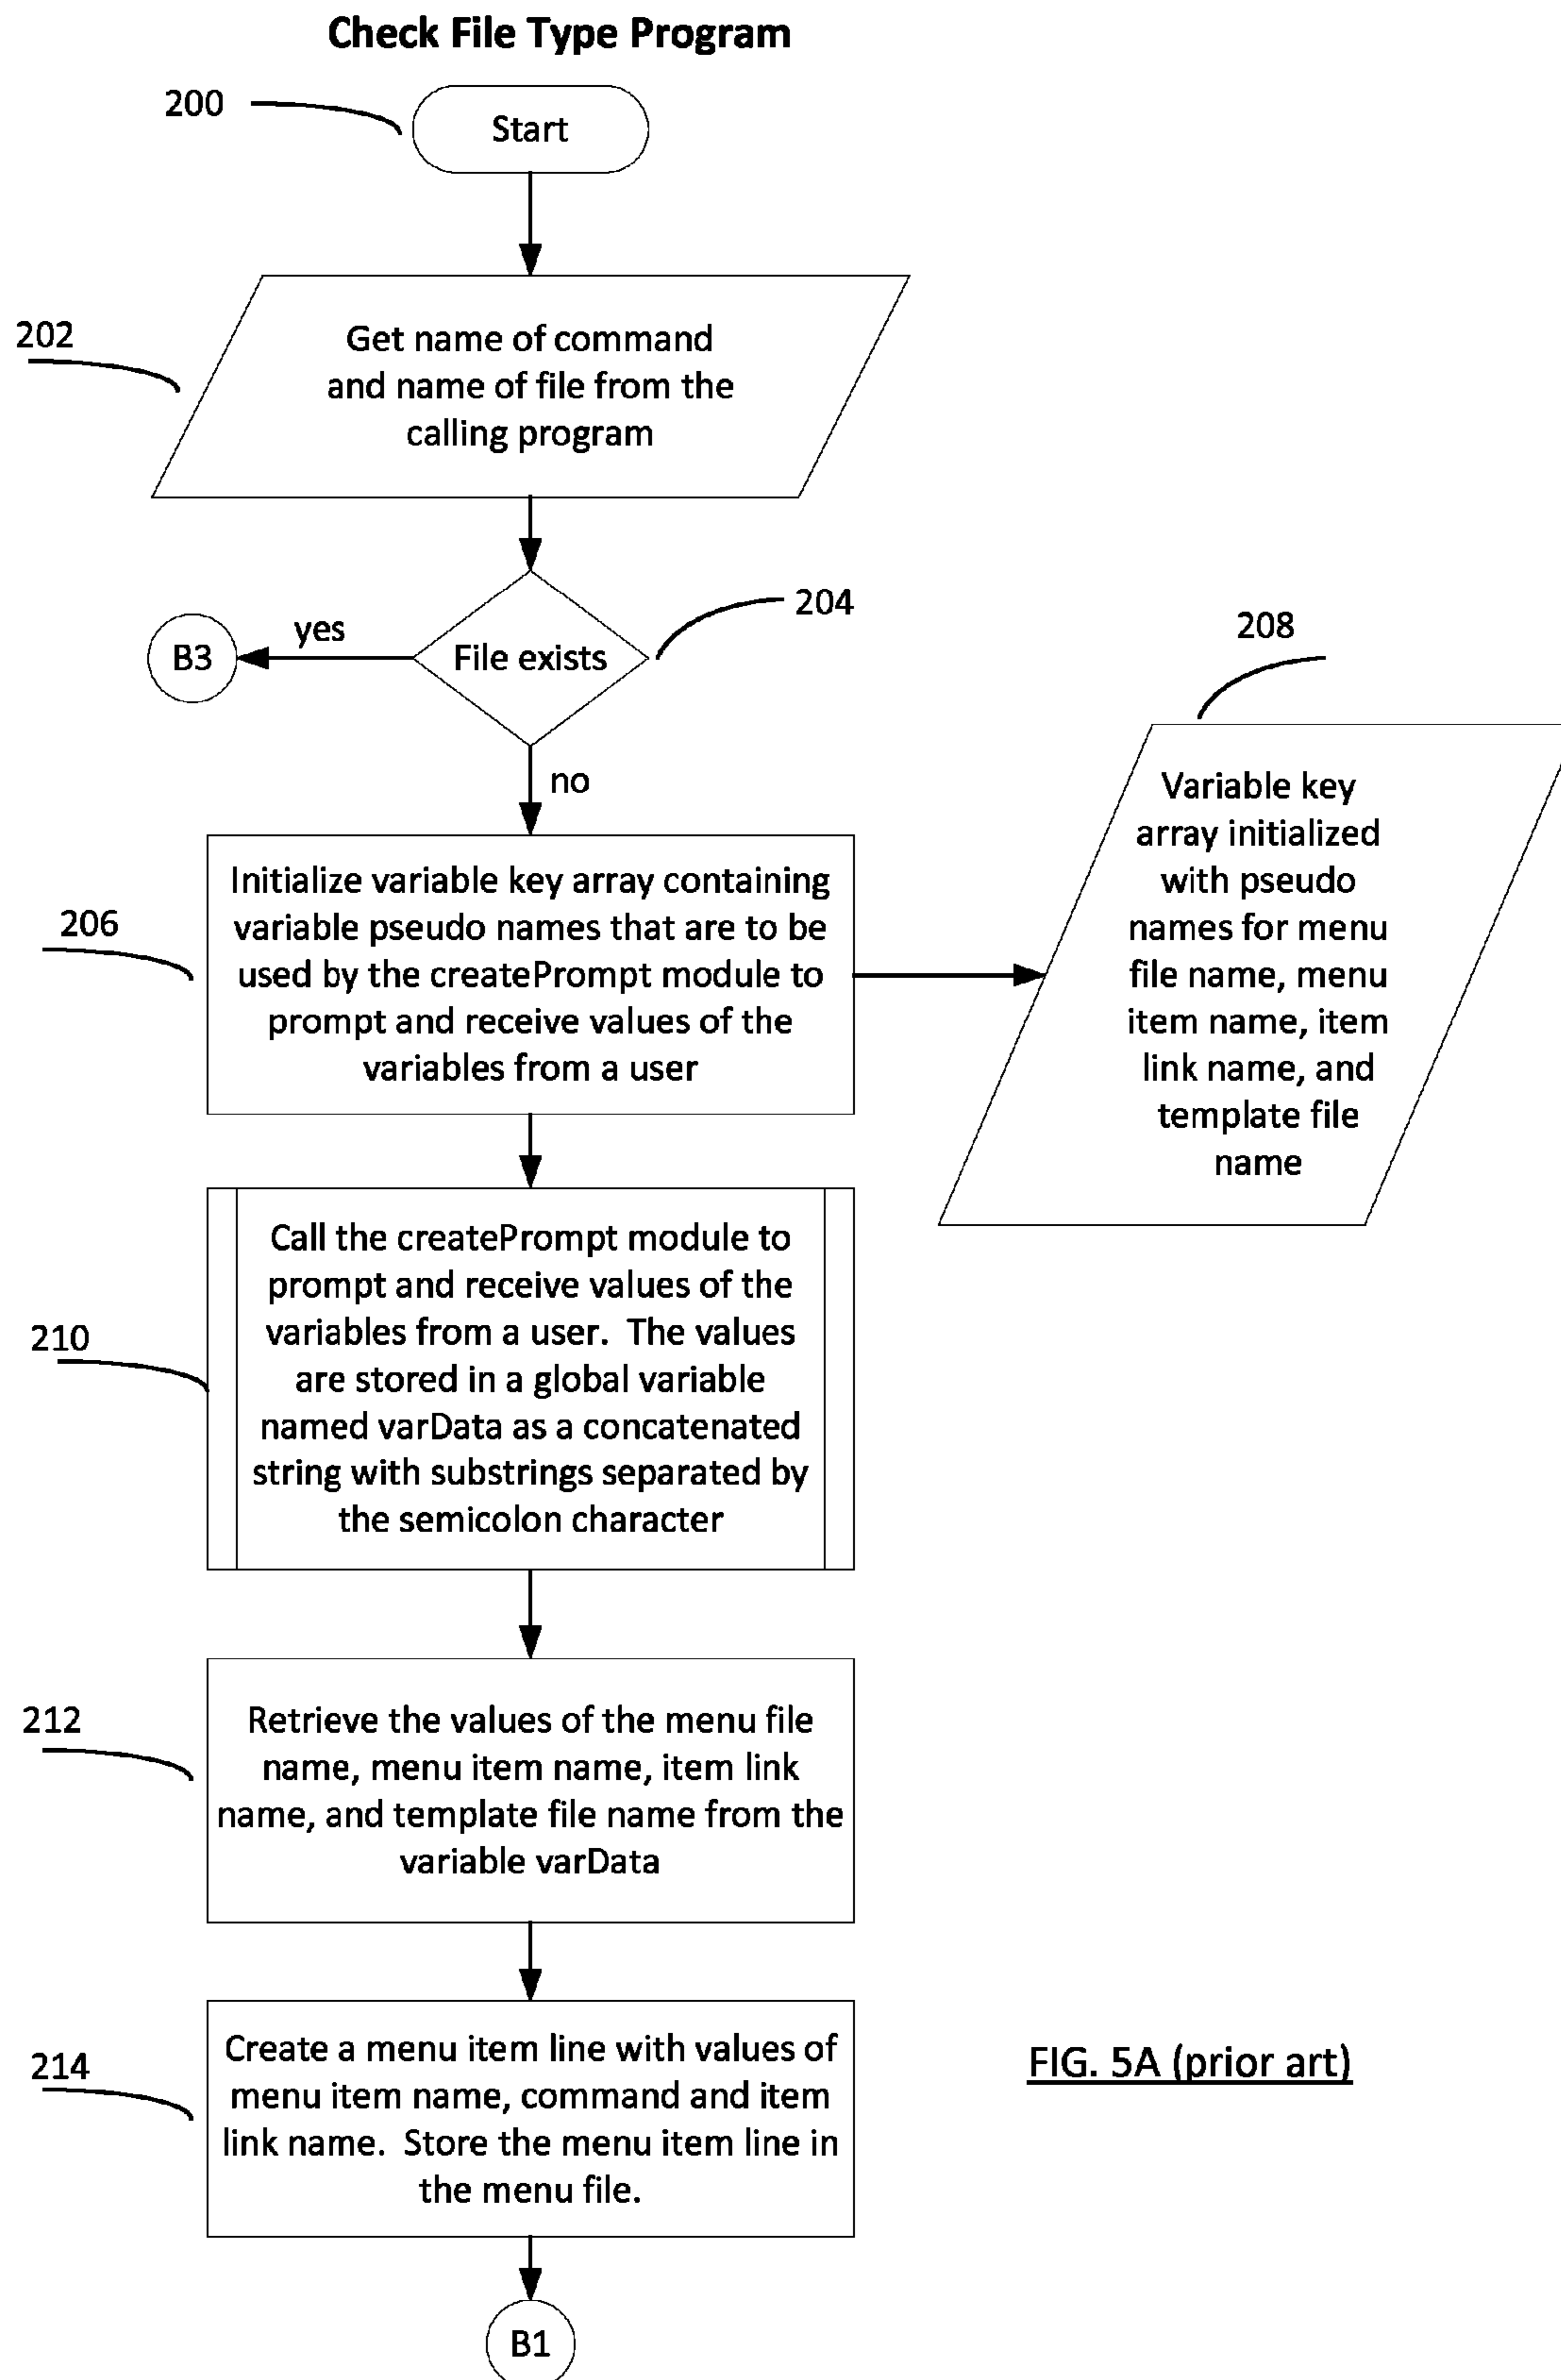 Check File Type Program
200
Start
202
Get name of command
and name of file from the
calling program
204
File exists
yes
B3
no
206
Initialize variable key array containing
variable pseudo names that are to be
used by the createPrompt module to
prompt and receive values of the
variables from a user
208
Variable key
array initialized
with pseudo
names for menu
file name, menu
item name, item
link name, and
template file
name
210
Call the createPrompt module to
prompt and receive values of the
variables from a user. The values
are stored in a global variable
named varData as a concatenated
string with substrings separated by
the semicolon character
212
Retrieve the values of the menu file
name, menu item name, item link
name, and template file name from the
variable varData
214
Create a menu item line with values of
menu item name, command and item
link name. Store the menu item line in
the menu file.
B1
FIG. 5A (prior art)